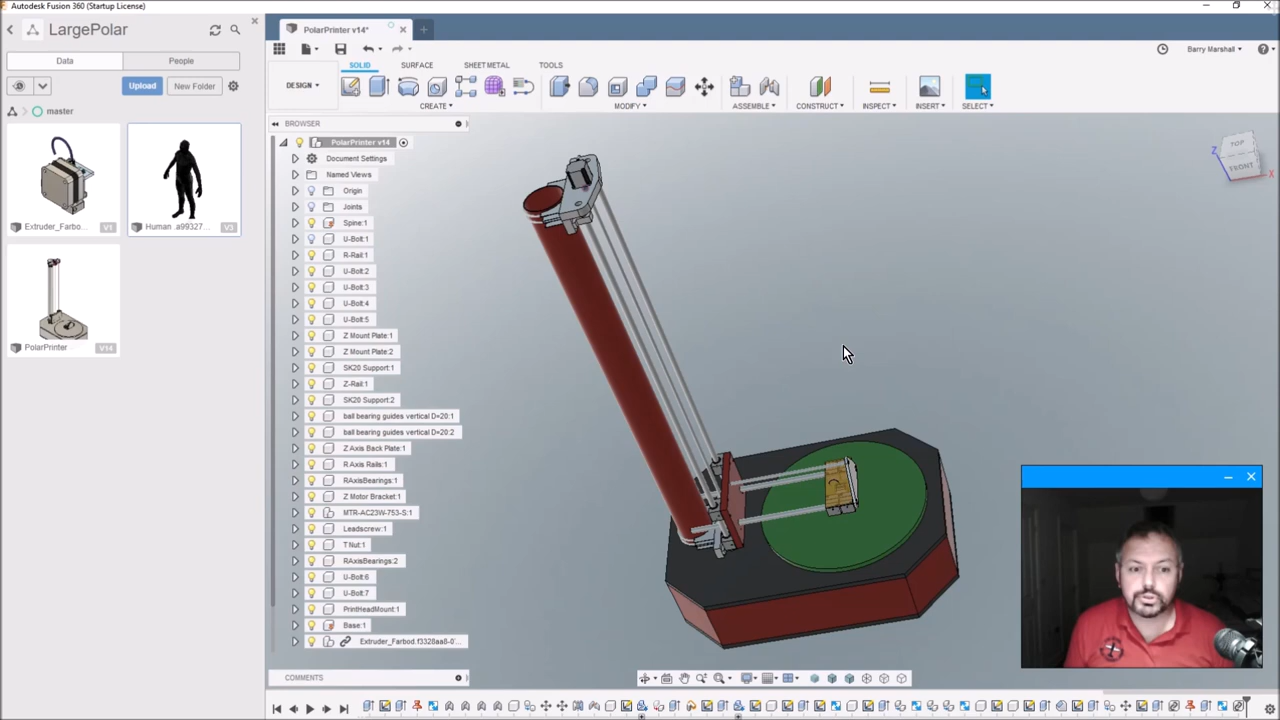 Autodesk Fusion 360 (Startup License)
LargePolar
PolarPrinter v14*
Barry Marshall
Data
People
SOLID
SURFACE
SHEET METAL
TOOLS
Upload
New Folder
DESIGN
CREATE
MODIFY
ASSEMBLE
CONSTRUCT
INSPECT
INSERT
SELECT
master
BROWSER
PolarPrinter v14
Document Settings
Named Views
Origin
Joints
Spine:1
U-Bolt:1
R-Rail:1
U-Bolt:2
U-Bolt:3
U-Bolt:4
U-Bolt:5
Z Mount Plate:1
Z Mount Plate:2
SK20 Support:1
Z-Rail:1
SK20 Support:2
ball bearing guides vertical D=20:1
ball bearing guides vertical D=20:2
Z Axis Back Plate:1
R Axis Rails:1
RAxisBearings:1
Z Motor Bracket:1
MTR-AC23W-753-S:1
Leadscrew:1
T Nut:1
RAxisBearings:2
U-Bolt:6
U-Bolt:7
PrintHeadMount:1
Base:1
Extruder_Farbod.f3328aa8-0'...
Extruder_Farbo...
V1
Human .a99327...
V3
PolarPrinter
V14
TOP
FRONT
Z
X
COMMENTS